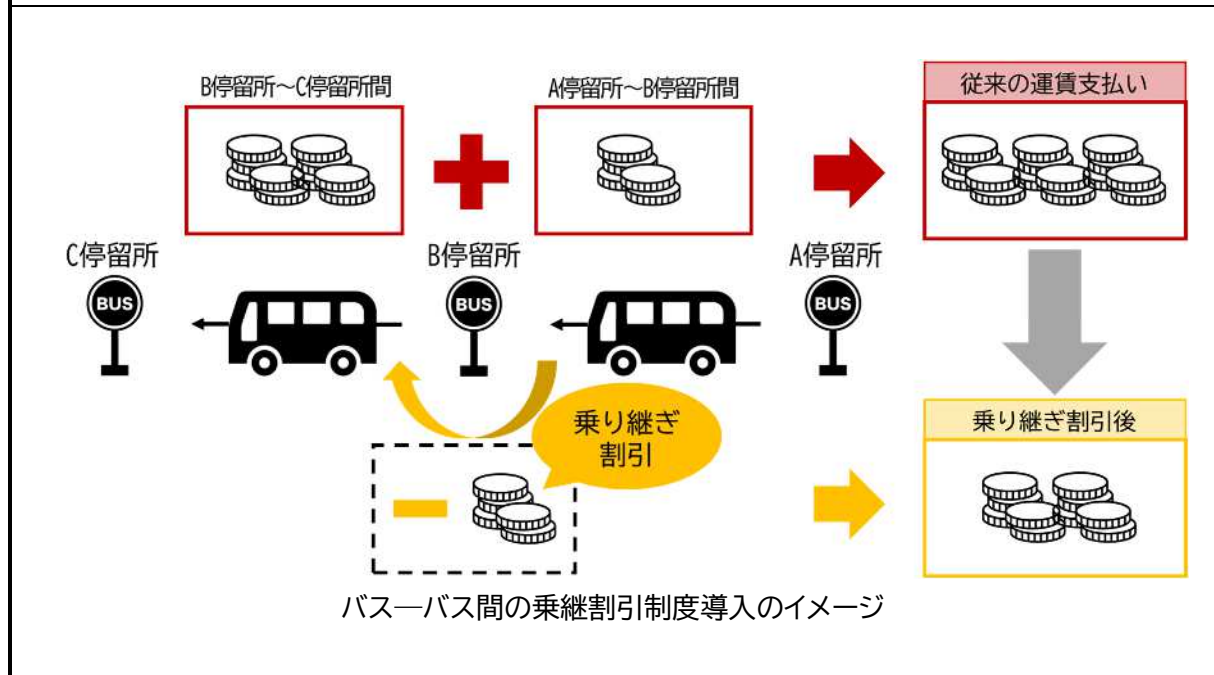 B停留所～C停留所間
A停留所～B停留所間
従来の運賃支払い
C停留所
B停留所
A停留所
BUS
BUS
BUS
乗り継ぎ
割引
乗り継ぎ割引後
バス―バス間の乗継割引制度導入のイメージ